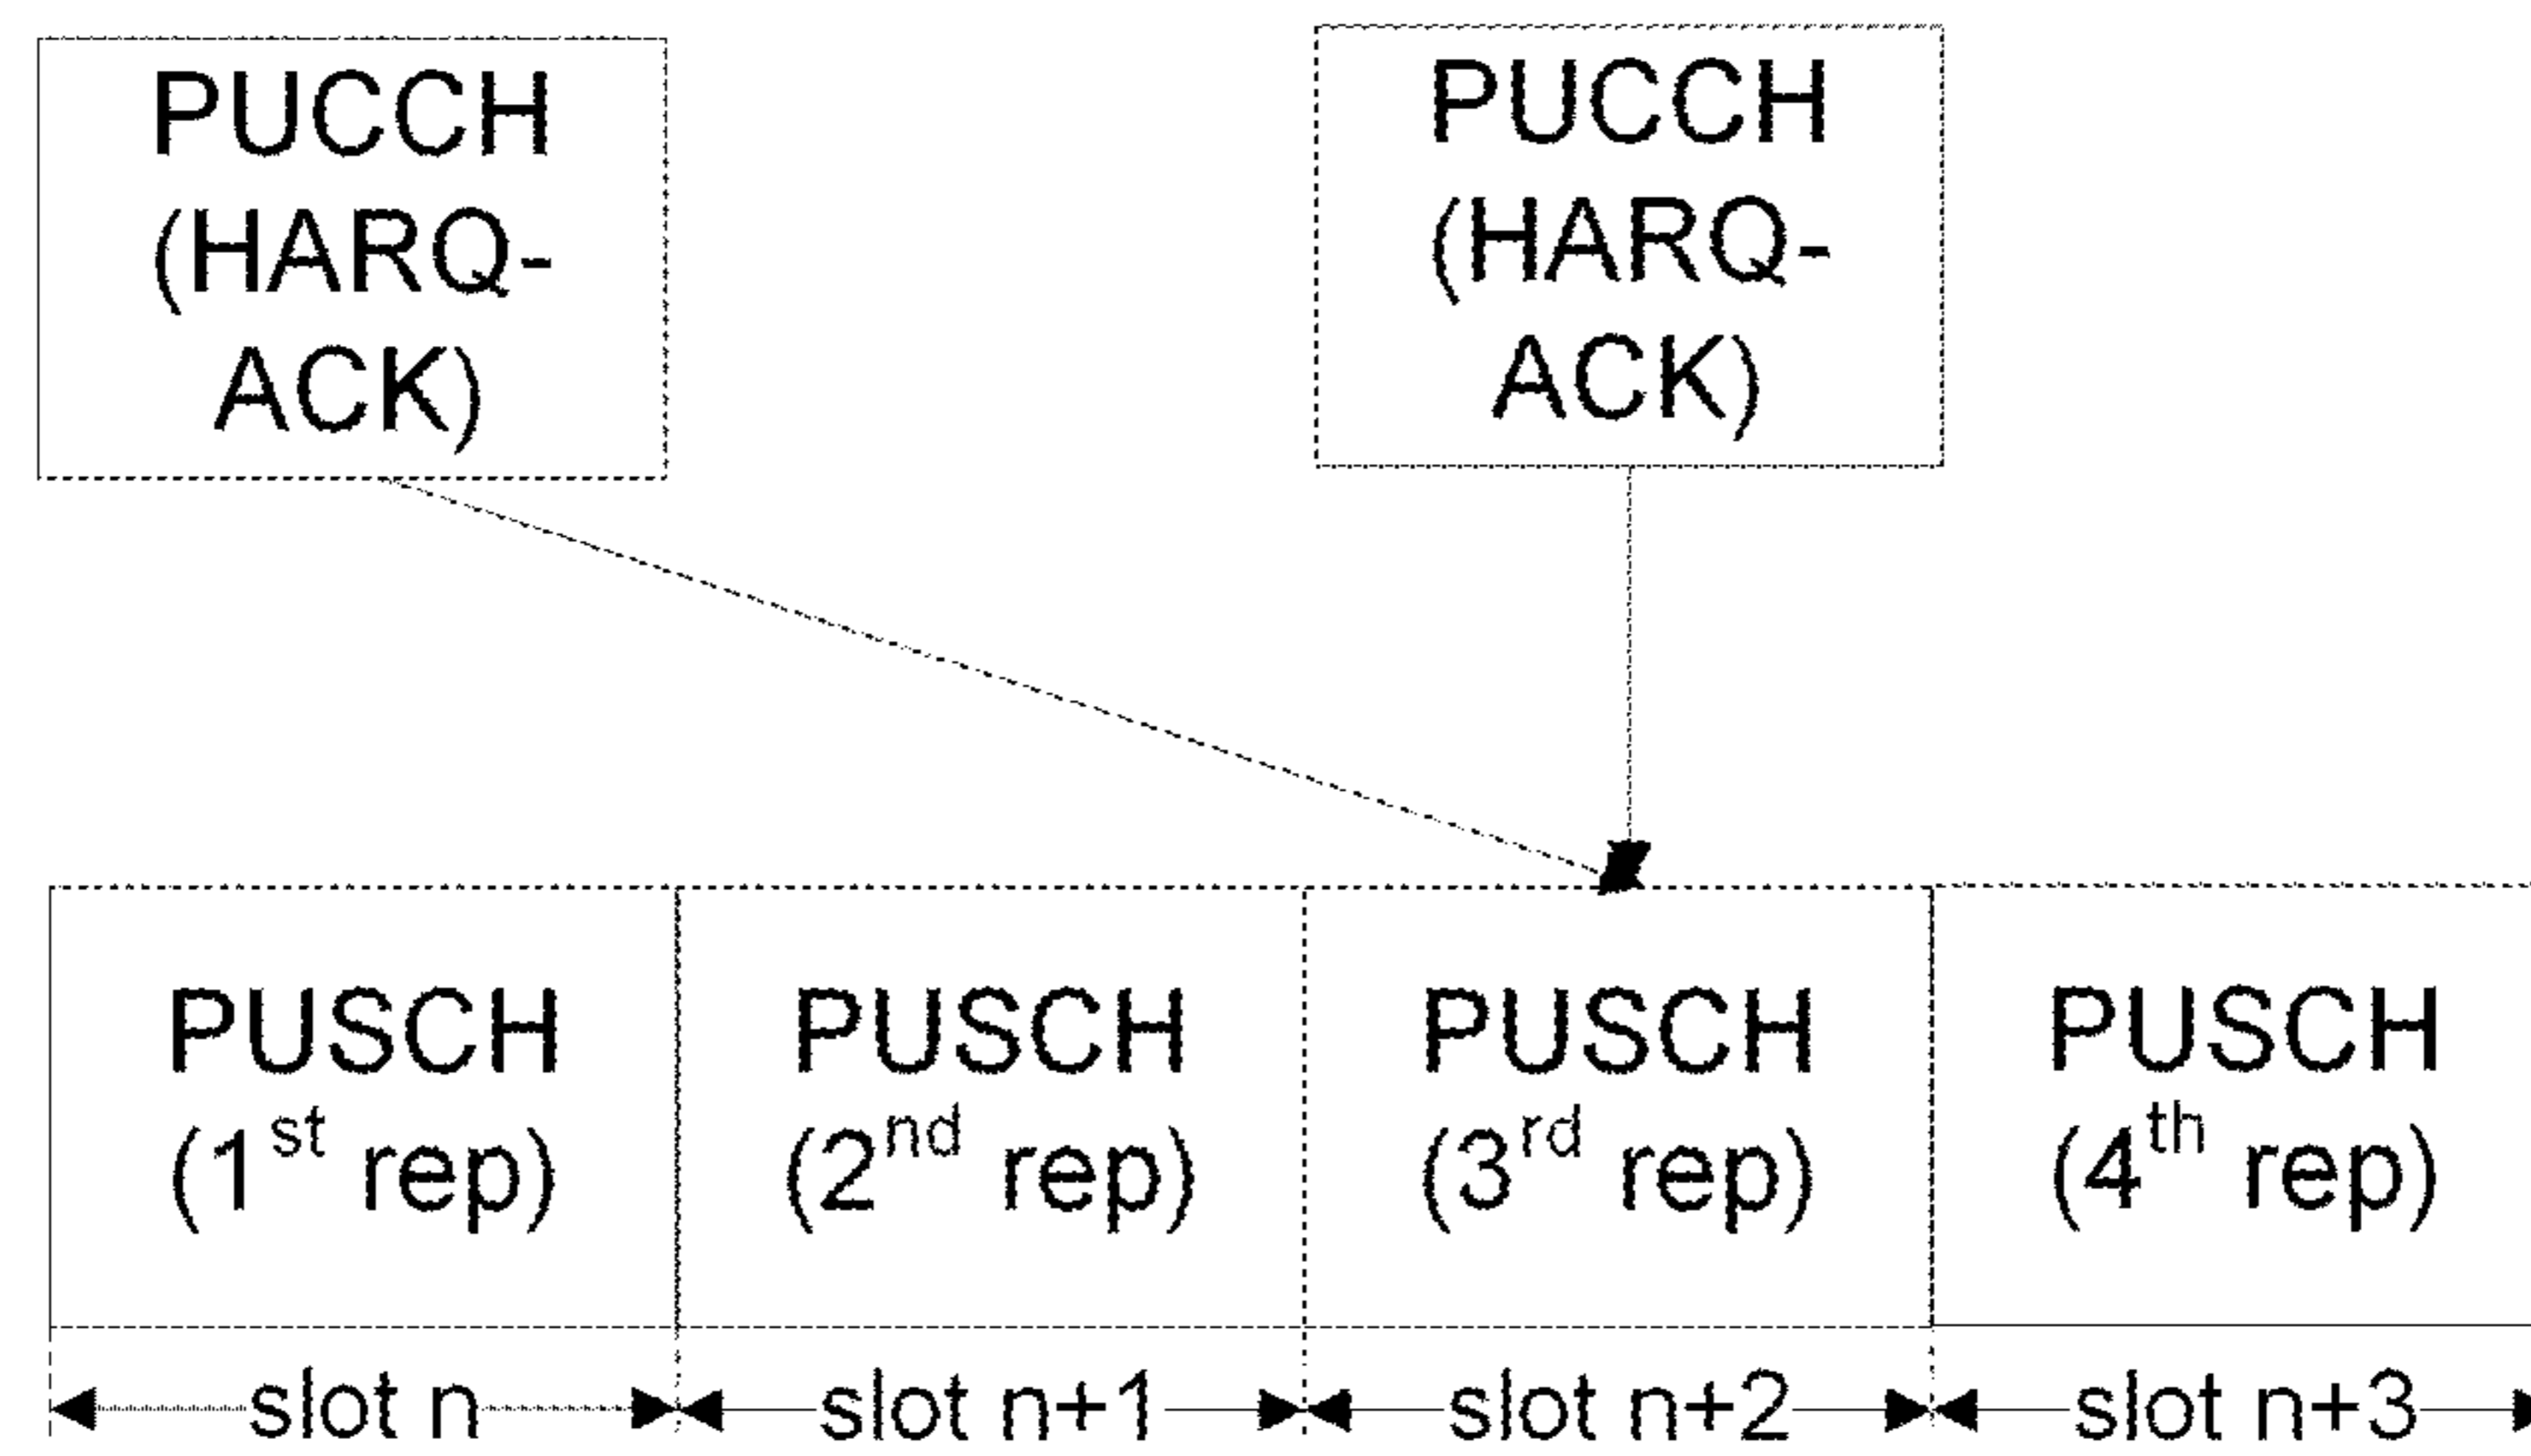 PUCCH
(HARQ-
ACK)
PUCCH
(HARQ-
ACK)
PUSCH
(1st rep)
PUSCH
(2nd rep)
PUSCH
(3rd rep)
PUSCH
(4th rep)
slot n
slot n+1
slot n+2
slot n+3